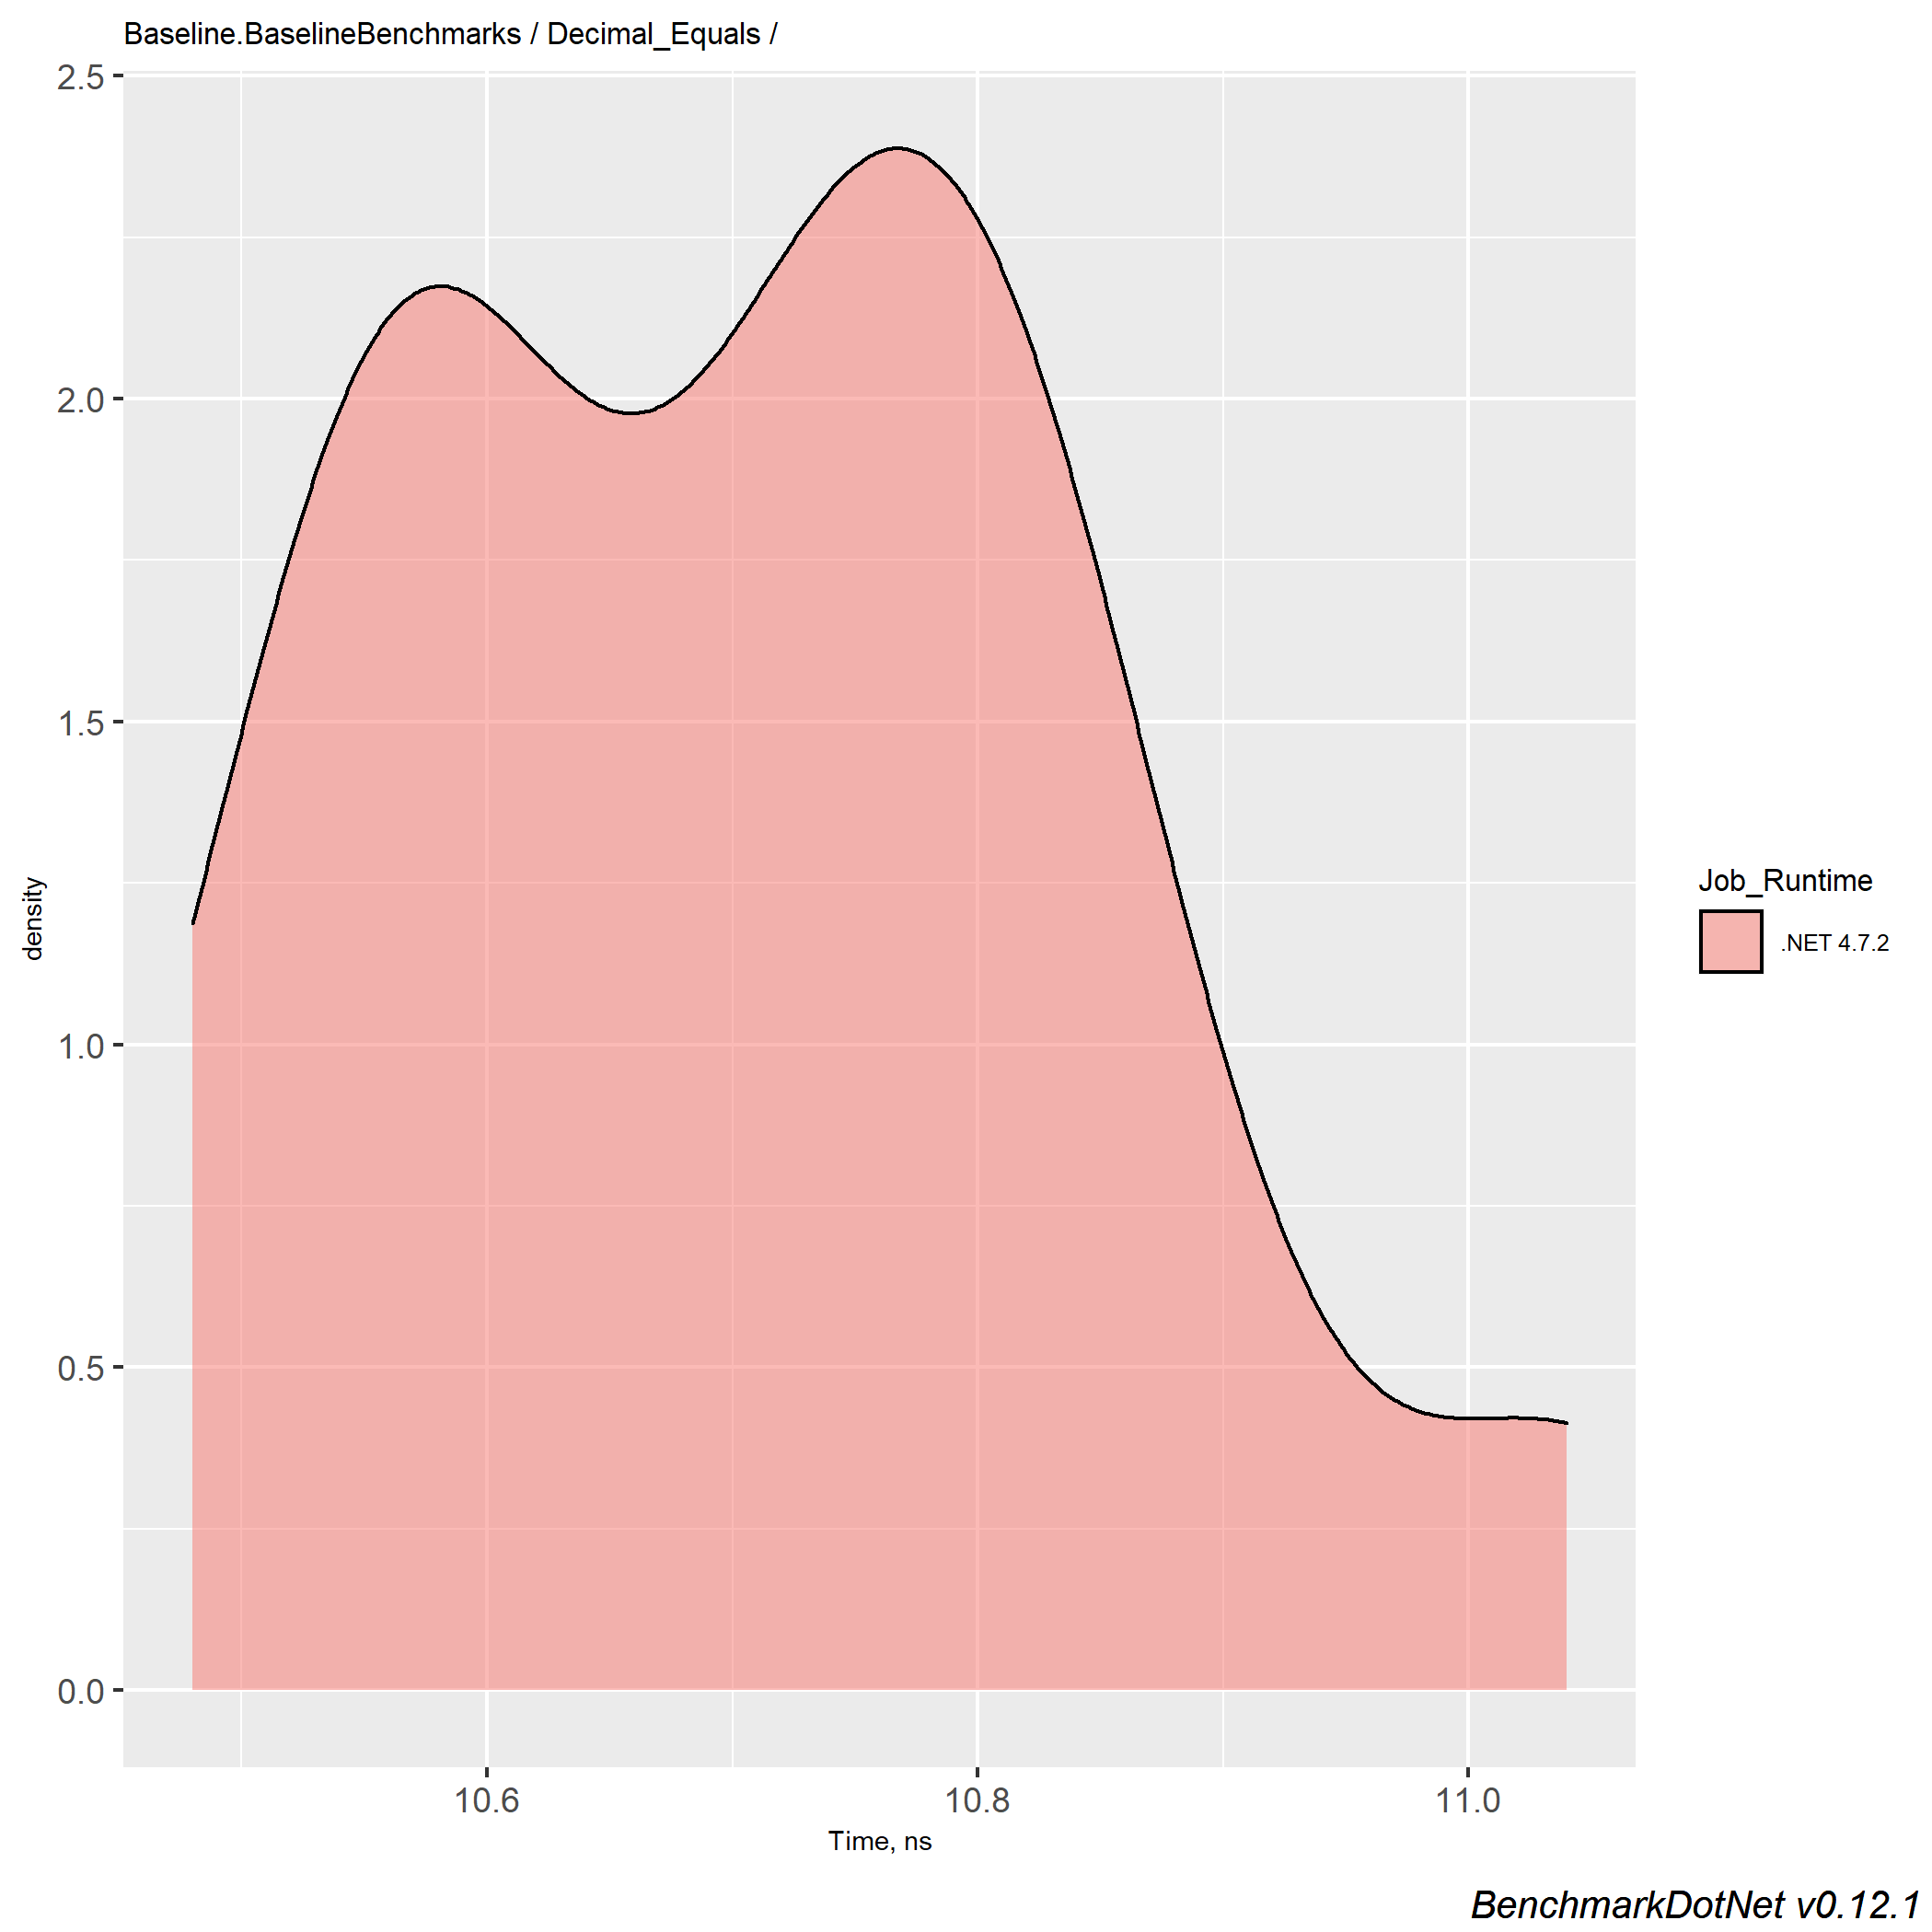 Baseline.BaselineBenchmarks / Decimal_Equals /
2.5
2.0
1.5
1.0
0.5
0.0
density
10.6
10.8
11.0
Time, ns
Job_Runtime
.NET 4.7.2
BenchmarkDotNet v0.12.1